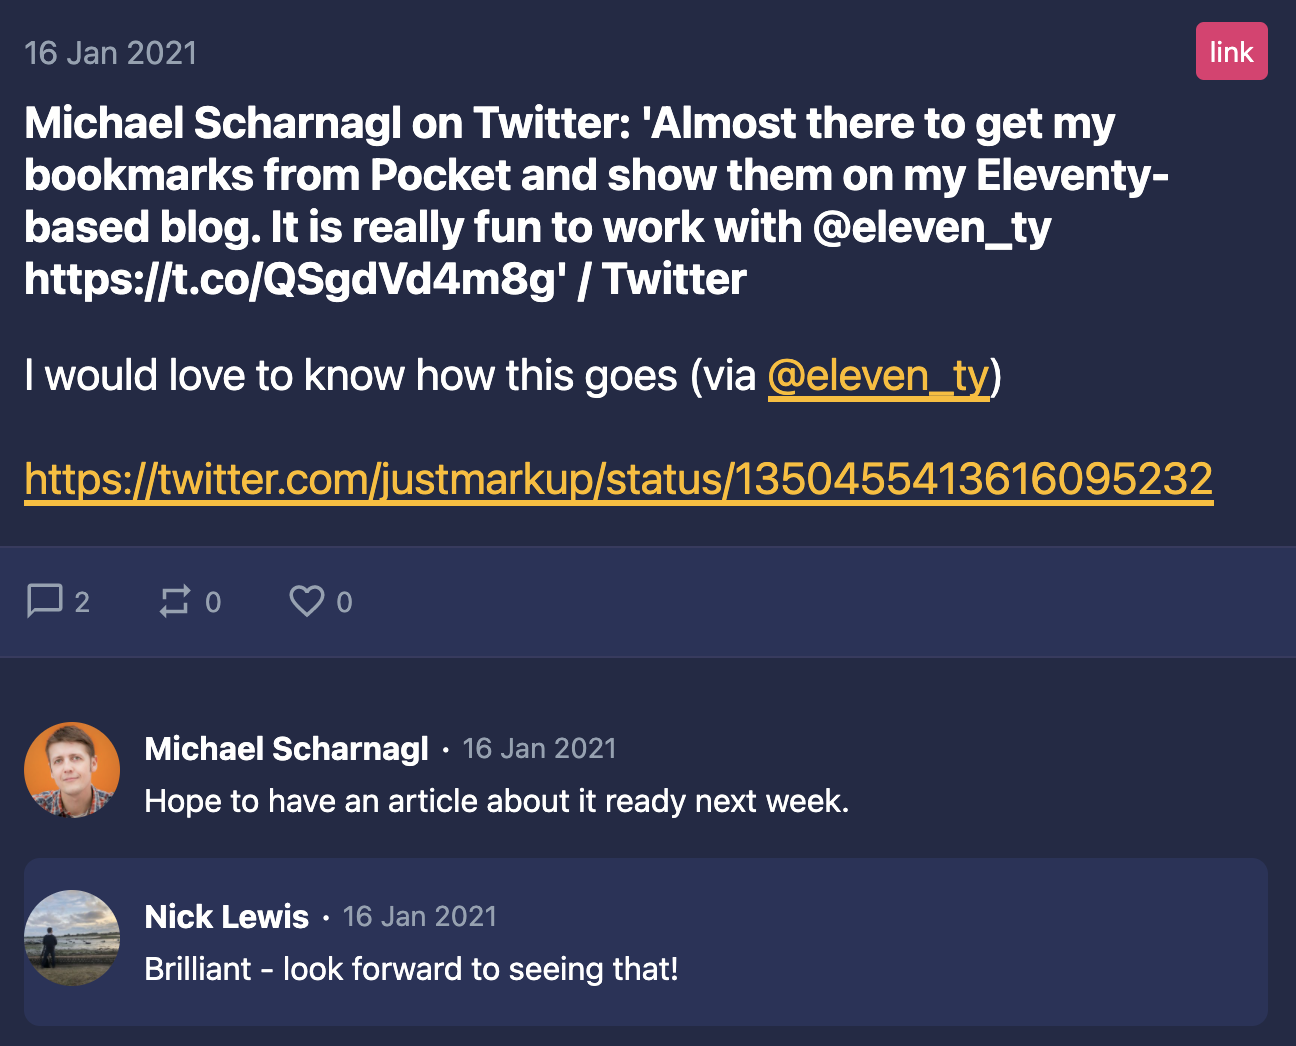 16 Jan 2021
link
Michael Scharnagl on Twitter: 'Almost there to get my
bookmarks from Pocket and show them on my Eleventy-
based blog. It is really fun to work with @eleven_ty
https://t.co/QSgdVd4m8g' / Twitter
I would love to know how this goes (via @eleven_ty)
https://twitter.com/justmarkup/status/1350455413616095232
2 0 0
Michael Scharnagl · 16 Jan 2021
Hope to have an article about it ready next week.
Nick Lewis · 16 Jan 2021
Brilliant - look forward to seeing that!